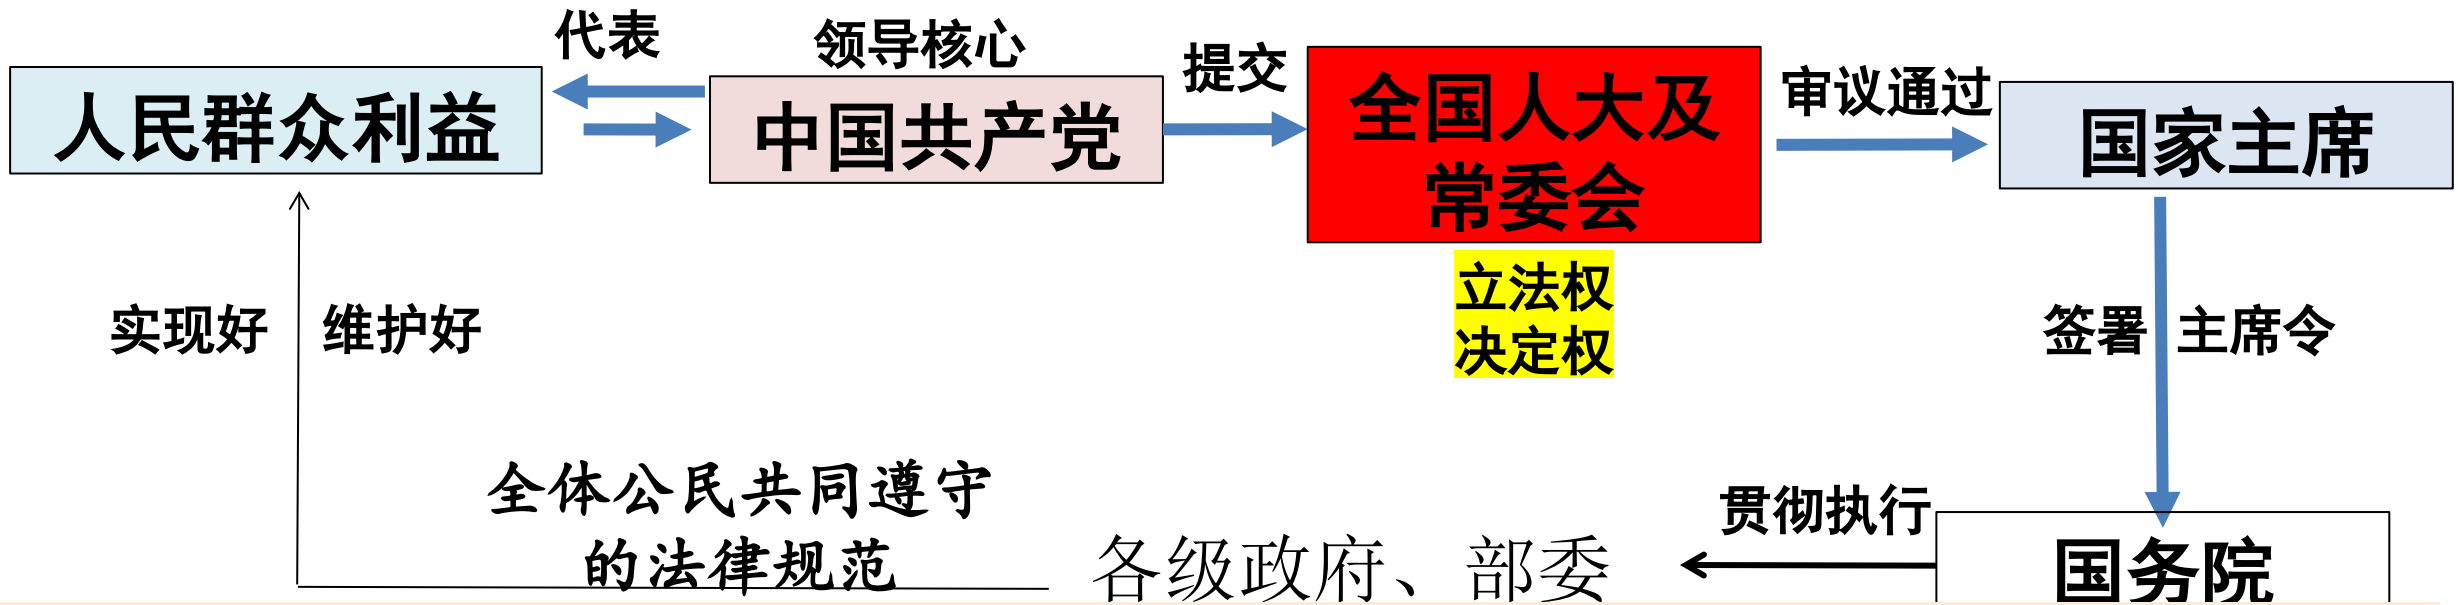 代表
领导核心
提交
审议通过
人民群众利益
中国共产党
全国人大及
常委会
国家主席
立法权
决定权
实现好
维护好
签署
主席令
全体公民共同遵守
的法律规范
各级政府、部委
贯彻执行
国务院